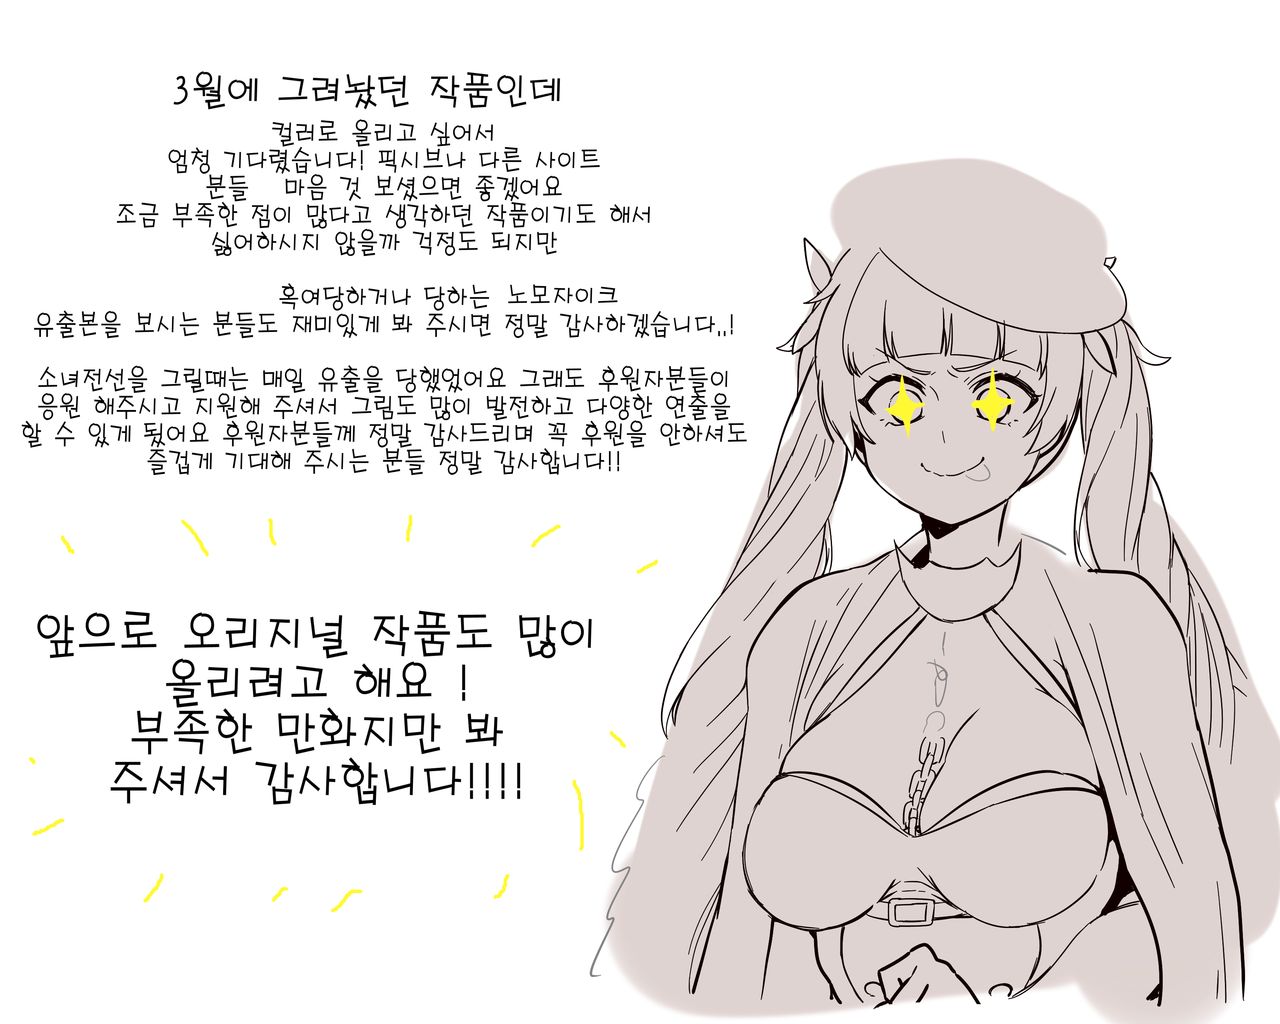 3월에 그려놨던 작품인데
컬러로 올리고 싶어서
엄청 기다렸습니다! 픽시브나 다른 사이트
분들 마음 것 보셨으면 좋겠어요
조금 부족한 점이 많다고 생각하던 작품이기도 해서
싫어하시지 않을까 걱정도 되지만
혹여당하거나 당하는 노모자이크
유출본을 보시는 분들도 재미있게 봐 주시면 정말 감사하겠습니다..!
소녀전선을 그릴때는 매일 유출을 당했었어요 그래도 후원자분들이
응원 해주시고 지원해 주셔서 그림도 많이 발전하고 다양한 연출을
할 수 있게 됬어요 후원자분들께 정말 감사드리며 꼭 후원을 안하셔도
즐겁게 기대해 주시는 분들 정말 감사합니다!!
앞으로 오리지널 작품도 많이
올리려고 해요 !
부족한 만화지만 봐
주셔서 감사합니다!!!!